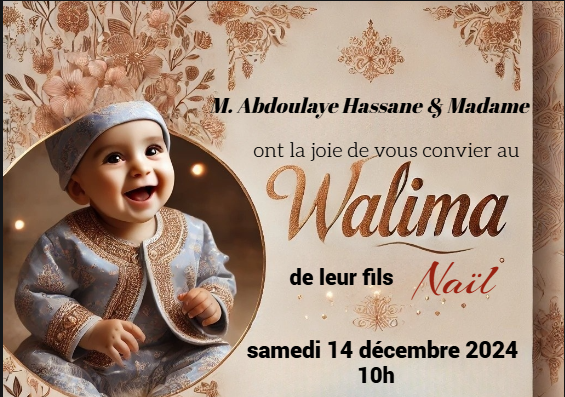 M. Abdoulaye Hassane & Madame
ont la joie de vous convier au
Walima
de leur fils Naïl
samedi 14 décembre 2024
10h